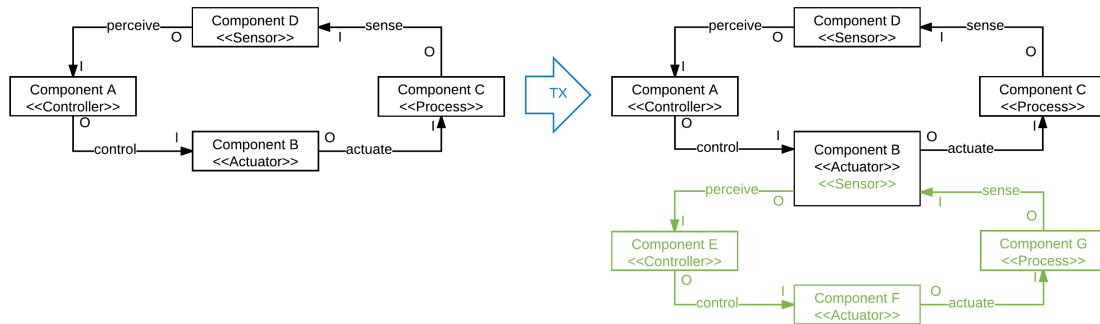 Component D
<<Sensor>>
perceive
sense
O
I
I
O
Component A
<<Controller>>
Component C
<<Process>>
O
I
control
I
Component B
<<Actuator>>
O
actuate
TX
Component D
<<Sensor>>
perceive
sense
O
I
I
O
Component A
<<Controller>>
Component C
<<Process>>
O
I
control
I
Component B
<<Actuator>>
<<Sensor>>
O
actuate
perceive
sense
O
I
I
O
Component E
<<Controller>>
Component G
<<Process>>
O
I
control
I
Component F
<<Actuator>>
O
actuate